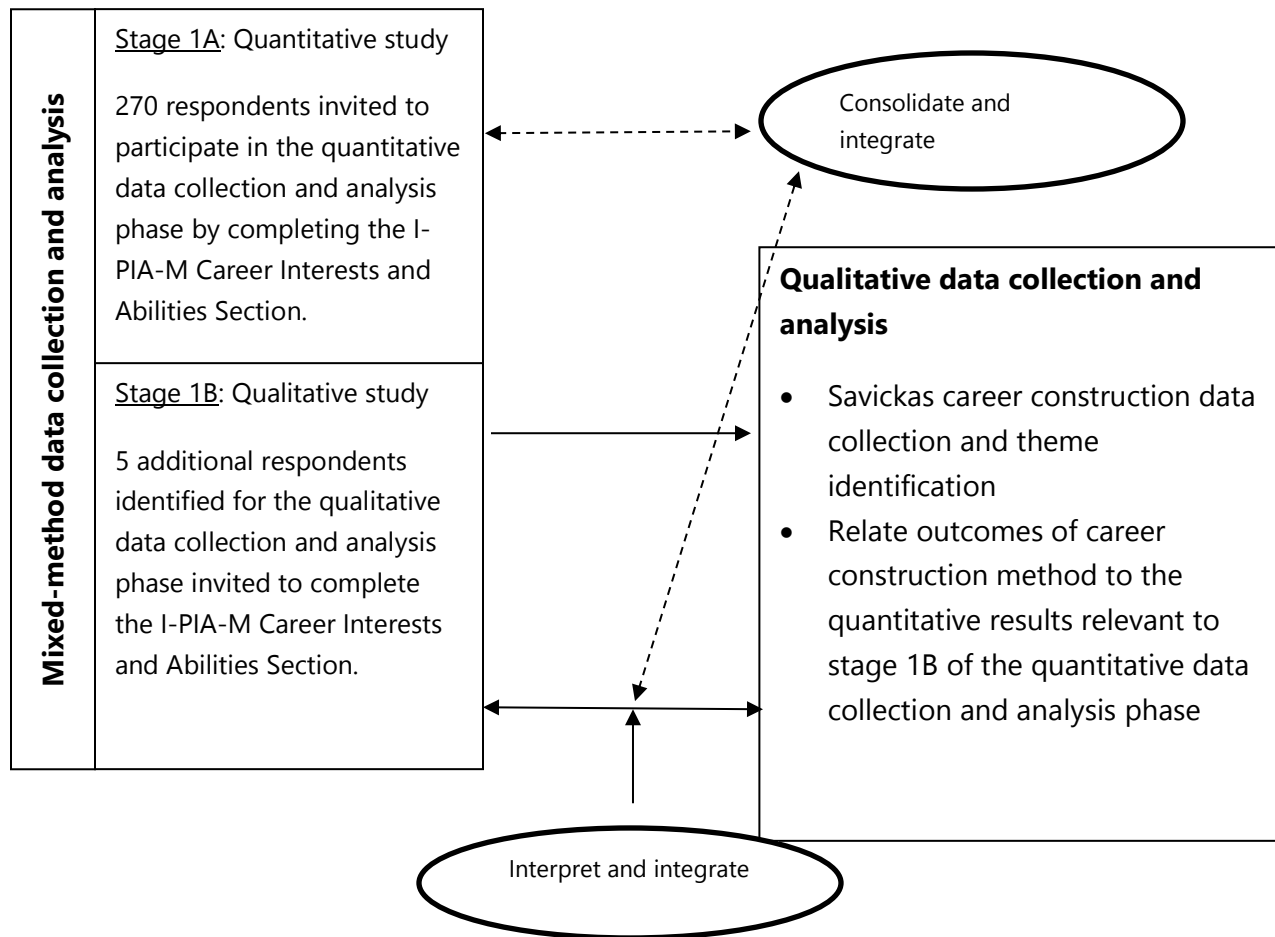 Mixed-method data collection and analysis
Stage 1A: Quantitative study
270 respondents invited to
participate in the quantitative
data collection and analysis
phase by completing the I-
PIA-M Career Interests and
Abilities Section.
Stage 1B: Qualitative study
5 additional respondents
identified for the qualitative
data collection and analysis
phase invited to complete
the I-PIA-M Career Interests
and Abilities Section.
Consolidate and
integrate
Qualitative data collection and
analysis
• Savickas career construction data
collection and theme
identification
• Relate outcomes of career
construction method to the
quantitative results relevant to
stage 1B of the quantitative data
collection and analysis phase
Interpret and integrate